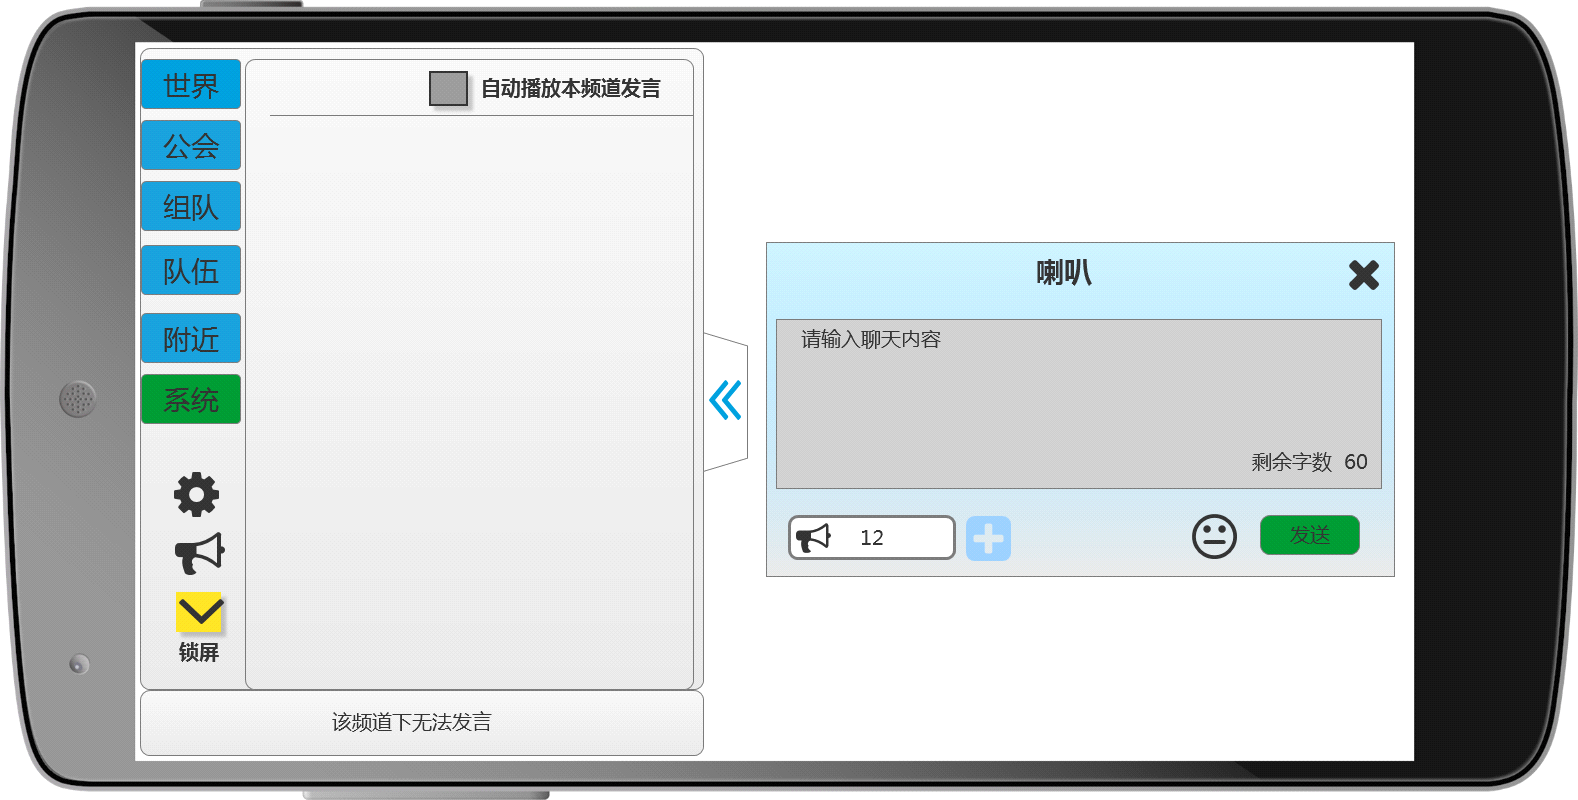 世界
公会
组队
队伍
附近
系统
锁屏
自动播放本频道发言
该频道下无法发言
喇叭
请输入聊天内容
剩余字数 60
12
发送